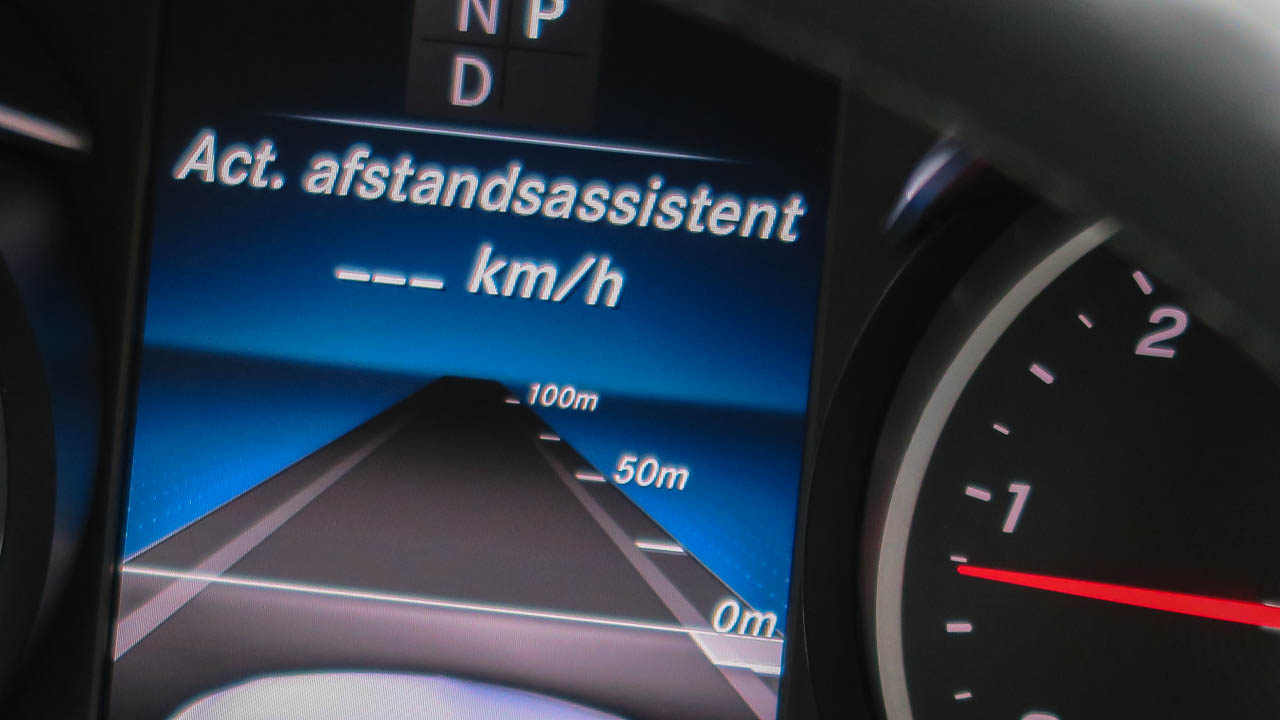 N P
D
Act. afstandsassistent
--- km/h
100m
50m
0m
2
1